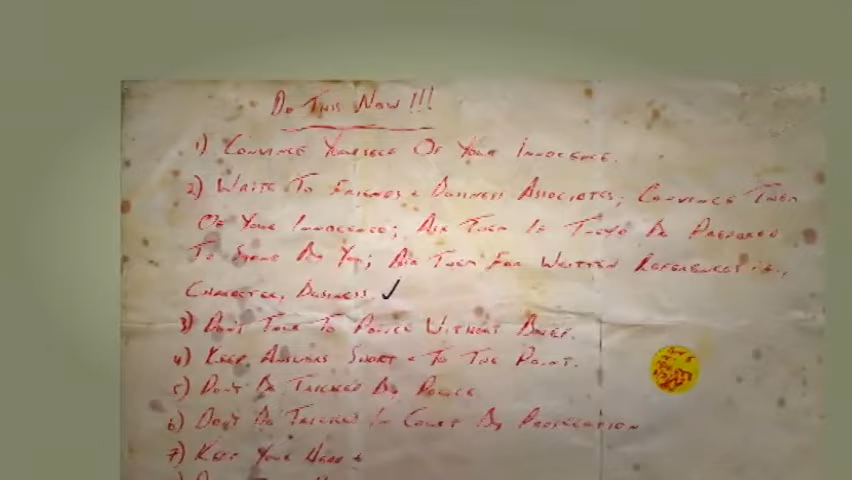 Do This Now!!!
1) Convince Yourself Of Your Innocence.
2) Write To Friends & Business Associates; Convince Them
Of Your Innocence; Ask Them If They'd Be Prepared
To Stand By You; Ask Them For Written References i.e.,
Character, Business. ✓
3) Don't Talk To Police Without Brief.
4) Keep Answers Short & To The Point.
5) Don't Be Tricked By Police
6) Don't Be Tricked In Court By Prosecution
7) Keep Your Head &